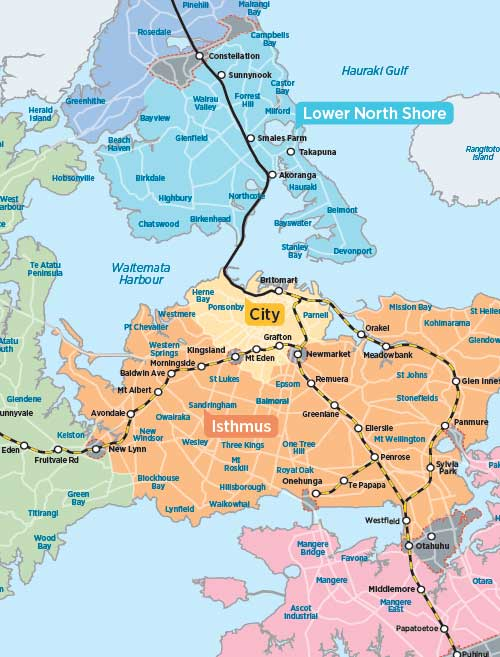 Pinehill
Mairangi
Bay
Rosedale
Campbells
Bay
Constellation
Sunnynook
Hauraki Gulf
Greenhithe
Wairau
Valley
Forrest
Hill
Castor
Bay
Herald
Island
Milford
Lower North Shore
Bayview
Beach
Haven
Glenfield
Smales Farm
Takapuna
Rangitoto
Island
Hobsonville
Birkdale
Akoranga
Hauraki
West
Harbour
Highbury
Northcote
Belmont
Chatswood
Birkenhead
Bayswater
Stanley
Bay
Devonport
Te Atatu
Peninsula
Waitemata
Harbour
Britomart
Herne
Bay
Ponsonby
City
Parnell
Mission Bay
Westmere
Kohimarama
Pt Chevalier
Orakei
Western
Springs
Grafton
Kingsland
Mt Eden
Newmarket
Meadowbank
Morningside
Baldwin Ave
St Lukes
Epsom
Remuera
St Johns
Glen Innes
Mt Albert
Glendene
Sandringham
Balmoral
Stonefields
Avondale
Owairaka
Isthmus
Greenlane
Ellerslie
Panmure
Kelston
New
Windsor
Wesley
Three Kings
One Tree
Hill
Mt Wellington
Eden
Fruitvale Rd
New Lynn
Mt
Roskill
Royal Oak
Penrose
Sylvia
Park
Blockhouse
Bay
Hillsborough
Onehunga
Te Papapa
Green
Bay
Lynfield
Waikowhai
Titirangi
Westfield
Wood
Bay
Mangere
Bridge
Favona
Otahuhu
Mangere
Middlemore
Otara
Ascot
Industrial
Mangere
East
Papatoetoe
Puhinui